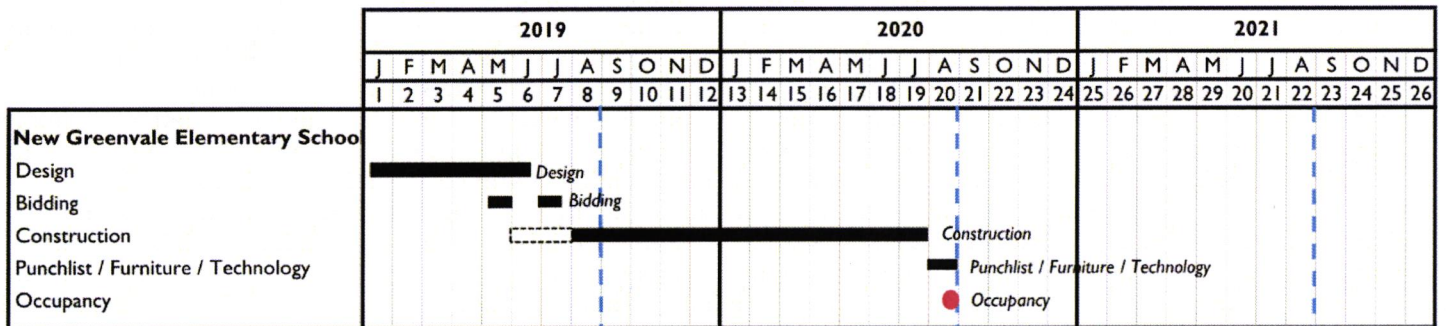 2019 2020 2021
J F M A M J J A S O N D J F M A M J J A S O N D J F M A M J J A S O N D
1 2 3 4 5 6 7 8 9 10 11 12 13 14 15 16 17 18 19 20 21 22 23 24 25 26 27 28 29 20 21 22 23 24 25 26
New Greenvale Elementary School
Design Design
Bidding Bidding
Construction Construction
Punchlist / Furniture / Technology Punchlist / Furniture / Technology
Occupancy Occupancy